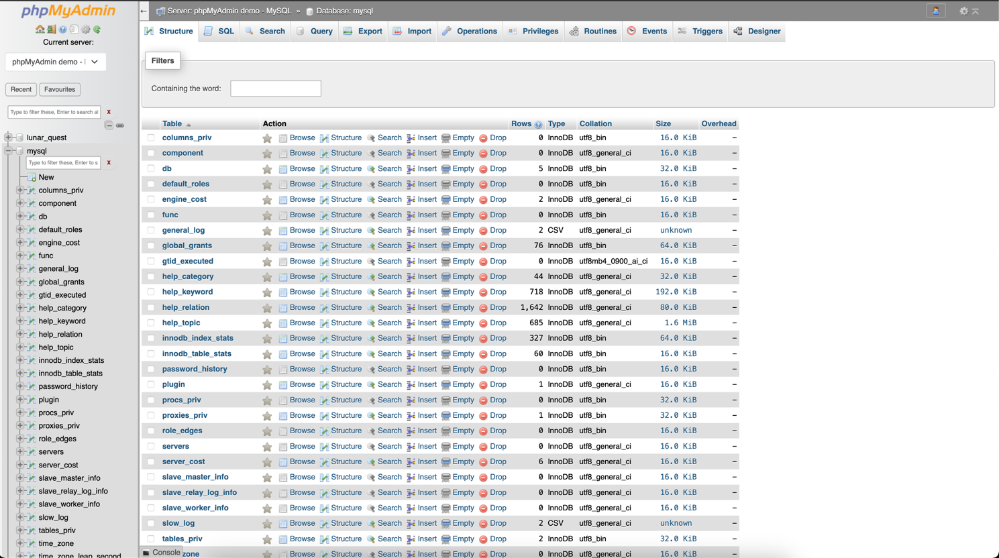 phpMyAdmin
Current server:
phpMyAdmin demo - 
Recent Favourites
Type to filter these, Enter to search al X
lunar_quest
mysql
Type to filter these, Enter to s X
New
columns_priv
component
db
default_roles
engine_cost
func
general_log
global_grants
gtid_executed
help_category
help_keyword
help_relation
help_topic
innodb_index_stats
innodb_table_stats
password_history
plugin
procs_priv
proxies_priv
role_edges
servers
server_cost
slave_master_info
slave_relay_log_info
slave_worker_info
slow_log
tables_priv
time_zone
time_zone_leap_second
Server: phpMyAdmin demo - MySQL » Database: mysql
Structure SQL Search Query Export Import Operations Privileges Routines Events Triggers Designer
Filters
Containing the word:
Table Action Rows Type Collation Size Overhead
columns_priv Browse Structure Search Insert Empty Drop 0 InnoDB utf8_bin 16.0 KiB –
component Browse Structure Search Insert Empty Drop 0 InnoDB utf8_general_ci 16.0 KiB –
db Browse Structure Search Insert Empty Drop 5 InnoDB utf8_bin 32.0 KiB –
default_roles Browse Structure Search Insert Empty Drop 0 InnoDB utf8_bin 16.0 KiB –
engine_cost Browse Structure Search Insert Empty Drop 2 InnoDB utf8_general_ci 16.0 KiB –
func Browse Structure Search Insert Empty Drop 0 InnoDB utf8_bin 16.0 KiB –
general_log Browse Structure Search Insert Empty Drop 2 CSV utf8_general_ci unknown –
global_grants Browse Structure Search Insert Empty Drop 76 InnoDB utf8_bin 64.0 KiB –
gtid_executed Browse Structure Search Insert Empty Drop 0 InnoDB utf8mb4_0900_ai_ci 16.0 KiB –
help_category Browse Structure Search Insert Empty Drop 44 InnoDB utf8_general_ci 32.0 KiB –
help_keyword Browse Structure Search Insert Empty Drop 718 InnoDB utf8_general_ci 192.0 KiB –
help_relation Browse Structure Search Insert Empty Drop 1,642 InnoDB utf8_general_ci 80.0 KiB –
help_topic Browse Structure Search Insert Empty Drop 685 InnoDB utf8_general_ci 1.6 MiB –
innodb_index_stats Browse Structure Search Insert Empty Drop 327 InnoDB utf8_bin 64.0 KiB –
innodb_table_stats Browse Structure Search Insert Empty Drop 60 InnoDB utf8_bin 16.0 KiB –
password_history Browse Structure Search Insert Empty Drop 0 InnoDB utf8_bin 16.0 KiB –
plugin Browse Structure Search Insert Empty Drop 1 InnoDB utf8_general_ci 16.0 KiB –
procs_priv Browse Structure Search Insert Empty Drop 0 InnoDB utf8_bin 32.0 KiB –
proxies_priv Browse Structure Search Insert Empty Drop 1 InnoDB utf8_bin 32.0 KiB –
role_edges Browse Structure Search Insert Empty Drop 0 InnoDB utf8_bin 16.0 KiB –
servers Browse Structure Search Insert Empty Drop 0 InnoDB utf8_general_ci 16.0 KiB –
server_cost Browse Structure Search Insert Empty Drop 6 InnoDB utf8_general_ci 16.0 KiB –
slave_master_info Browse Structure Search Insert Empty Drop 0 InnoDB utf8_general_ci 16.0 KiB –
slave_relay_log_info Browse Structure Search Insert Empty Drop 0 InnoDB utf8_general_ci 16.0 KiB –
slave_worker_info Browse Structure Search Insert Empty Drop 0 InnoDB utf8_general_ci 16.0 KiB –
slow_log Browse Structure Search Insert Empty Drop 2 CSV utf8_general_ci unknown –
tables_priv Browse Structure Search Insert Empty Drop 2 InnoDB utf8_bin 32.0 KiB –
zone Browse Structure Search Insert Empty Drop 0 InnoDB utf8_general_ci 16.0 KiB –
Console